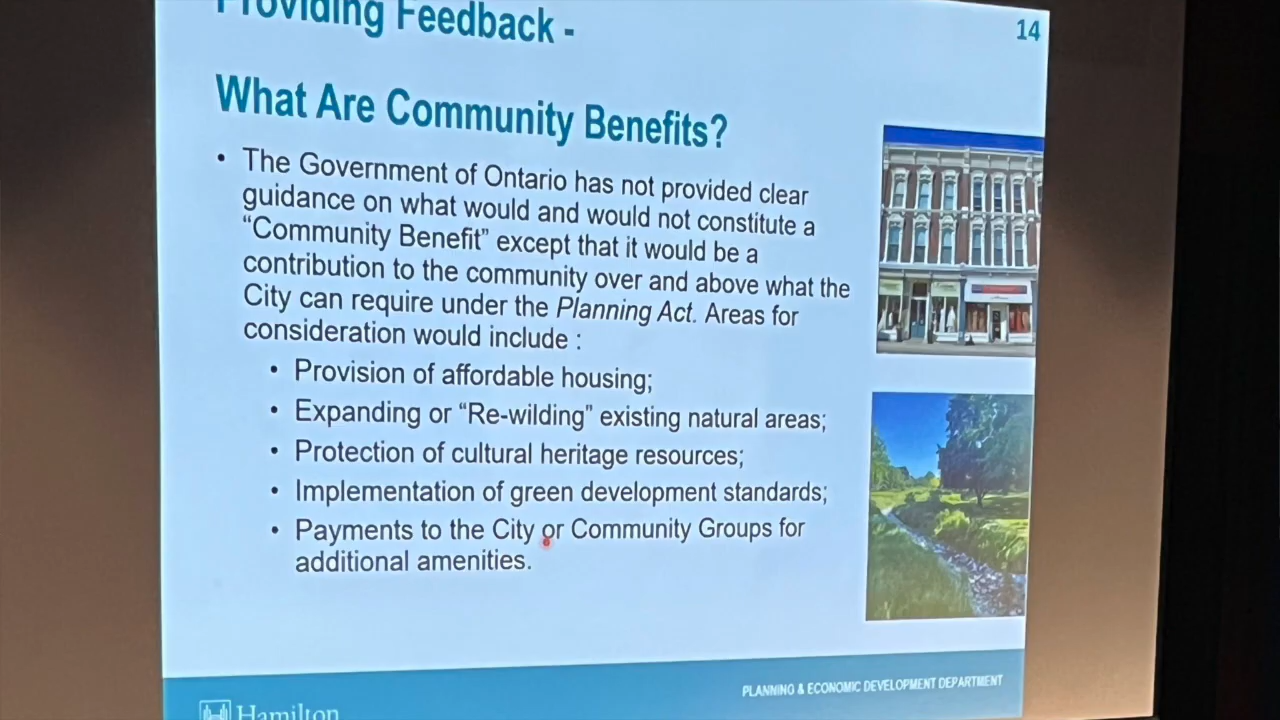 Providing Feedback -
14
What Are Community Benefits?
• The Government of Ontario has not provided clear
guidance on what would and would not constitute a
“Community Benefit” except that it would be a
contribution to the community over and above what the
City can require under the Planning Act. Areas for
consideration would include :
• Provision of affordable housing;
• Expanding or “Re-wilding” existing natural areas;
• Protection of cultural heritage resources;
• Implementation of green development standards;
• Payments to the City or Community Groups for
additional amenities.
PLANNING & ECONOMIC DEVELOPMENT DEPARTMENT
Hamilton